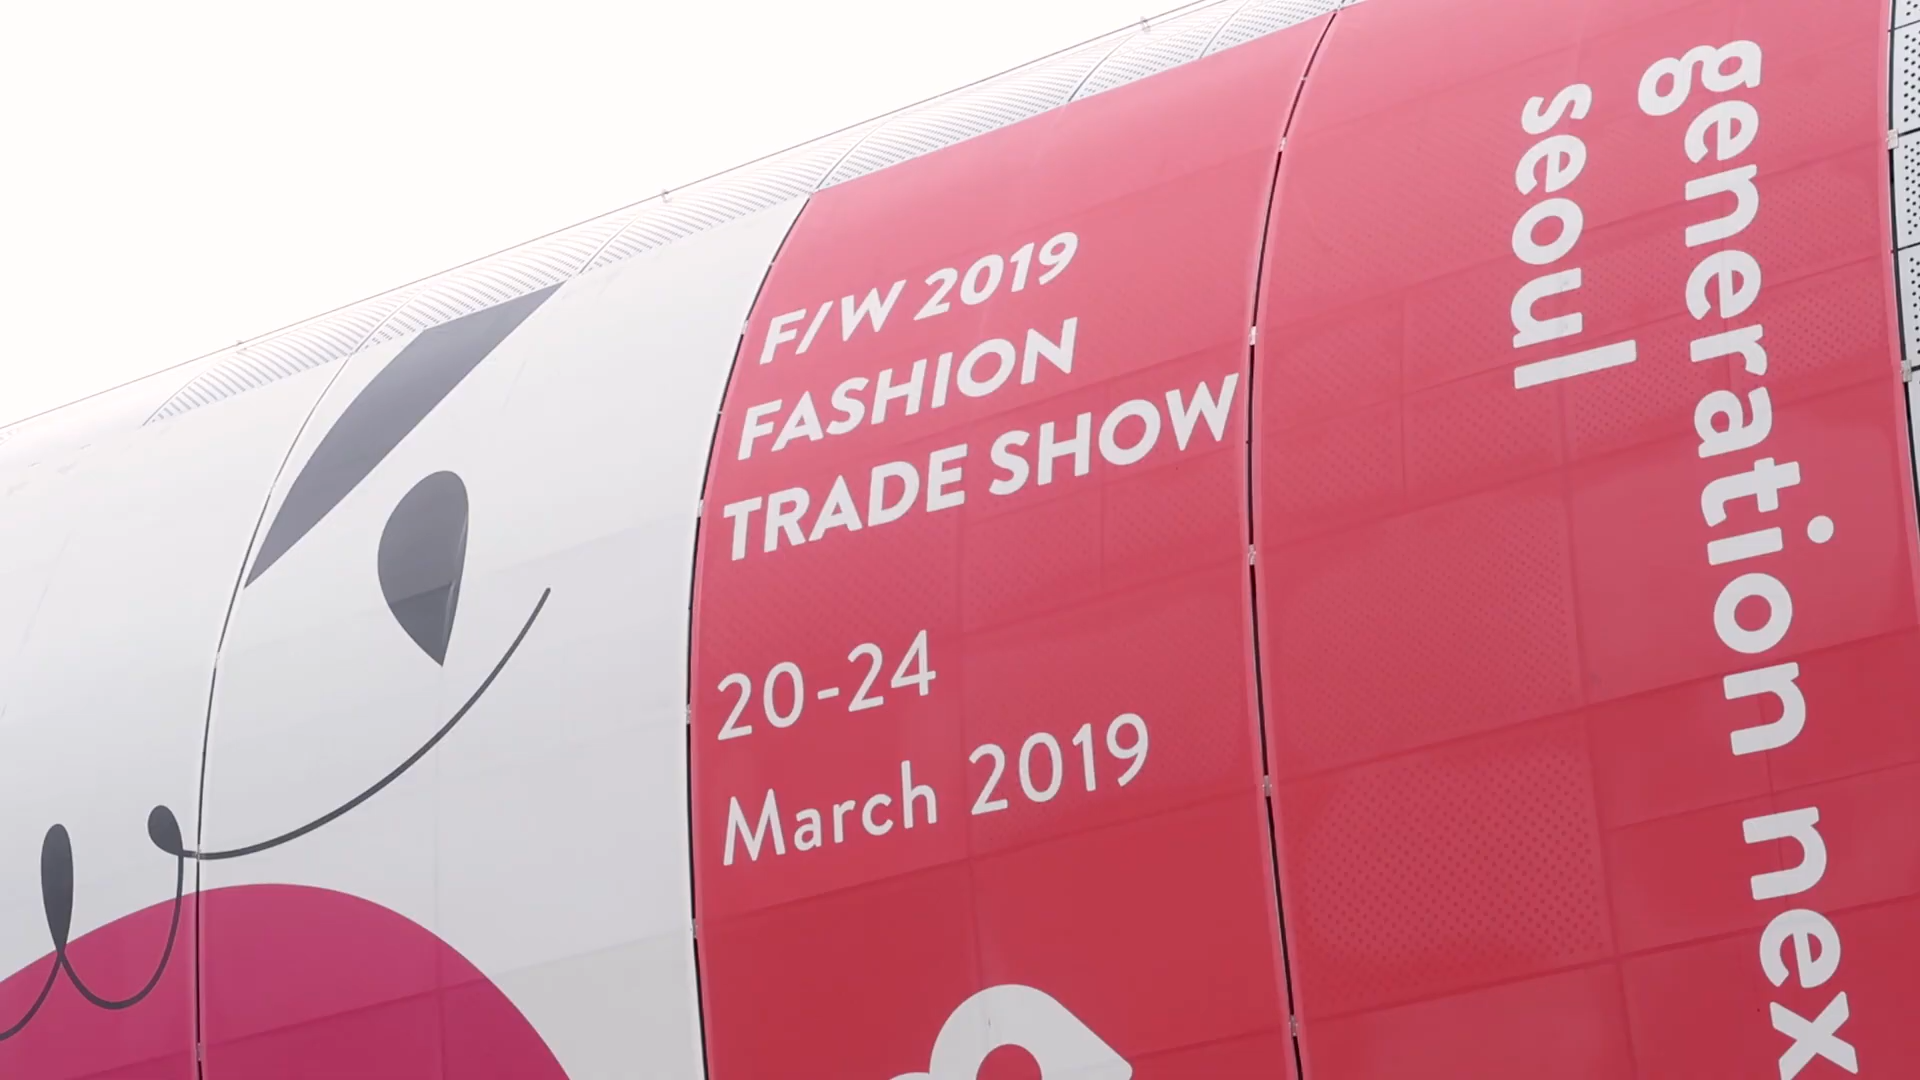 F/W 2019
FASHION
TRADE SHOW
20-24
March 2019
generation nex
seoul